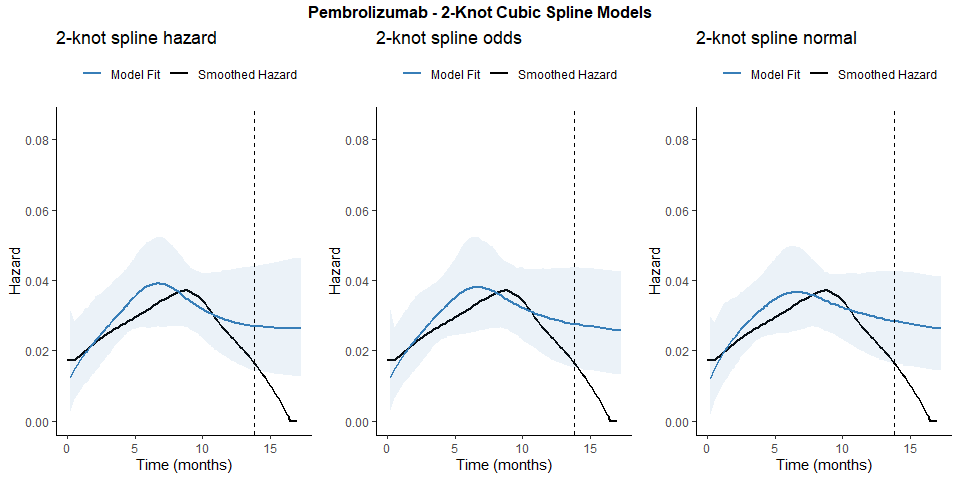 Pembrolizumab - 2-Knot Cubic Spline Models
2-knot spline hazard
Model Fit Smoothed Hazard
0.08
0.06
0.04
0.02
0.00
Hazard
0 5 10 15
Time (months)
2-knot spline odds
Model Fit Smoothed Hazard
0.08
0.06
0.04
0.02
0.00
Hazard
0 5 10 15
Time (months)
2-knot spline normal
Model Fit Smoothed Hazard
0.08
0.06
0.04
0.02
0.00
Hazard
0 5 10 15
Time (months)